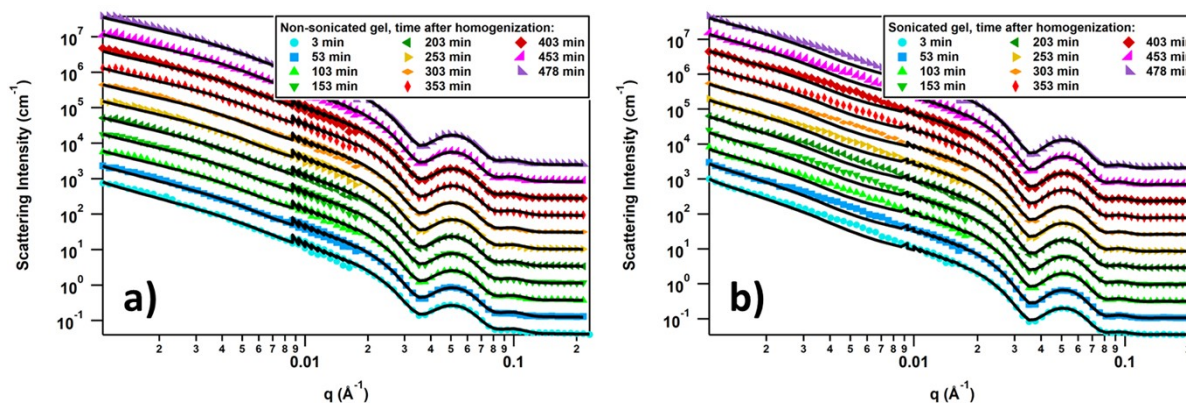 Non-sonicated gel, time after homogenization:
3 min 203 min 403 min
53 min 253 min 453 min
103 min 303 min 478 min
153 min 353 min
Scattering Intensity (cm⁻¹)
10⁷
10⁶
10⁵
10⁴
10³
10²
10¹
10⁰
10⁻¹
a)
2 3 4 5 6 7 8 9 0.01 2 3 4 5 6 7 8 9 0.1 2
q (Å⁻¹)
Sonicated gel, time after homogenization:
3 min 203 min 403 min
53 min 253 min 453 min
103 min 303 min 478 min
153 min 353 min
Scattering Intensity (cm⁻¹)
10⁷
10⁶
10⁵
10⁴
10³
10²
10¹
10⁰
10⁻¹
b)
2 3 4 5 6 7 8 9 0.01 2 3 4 5 6 7 8 9 0.1
q (Å⁻¹)